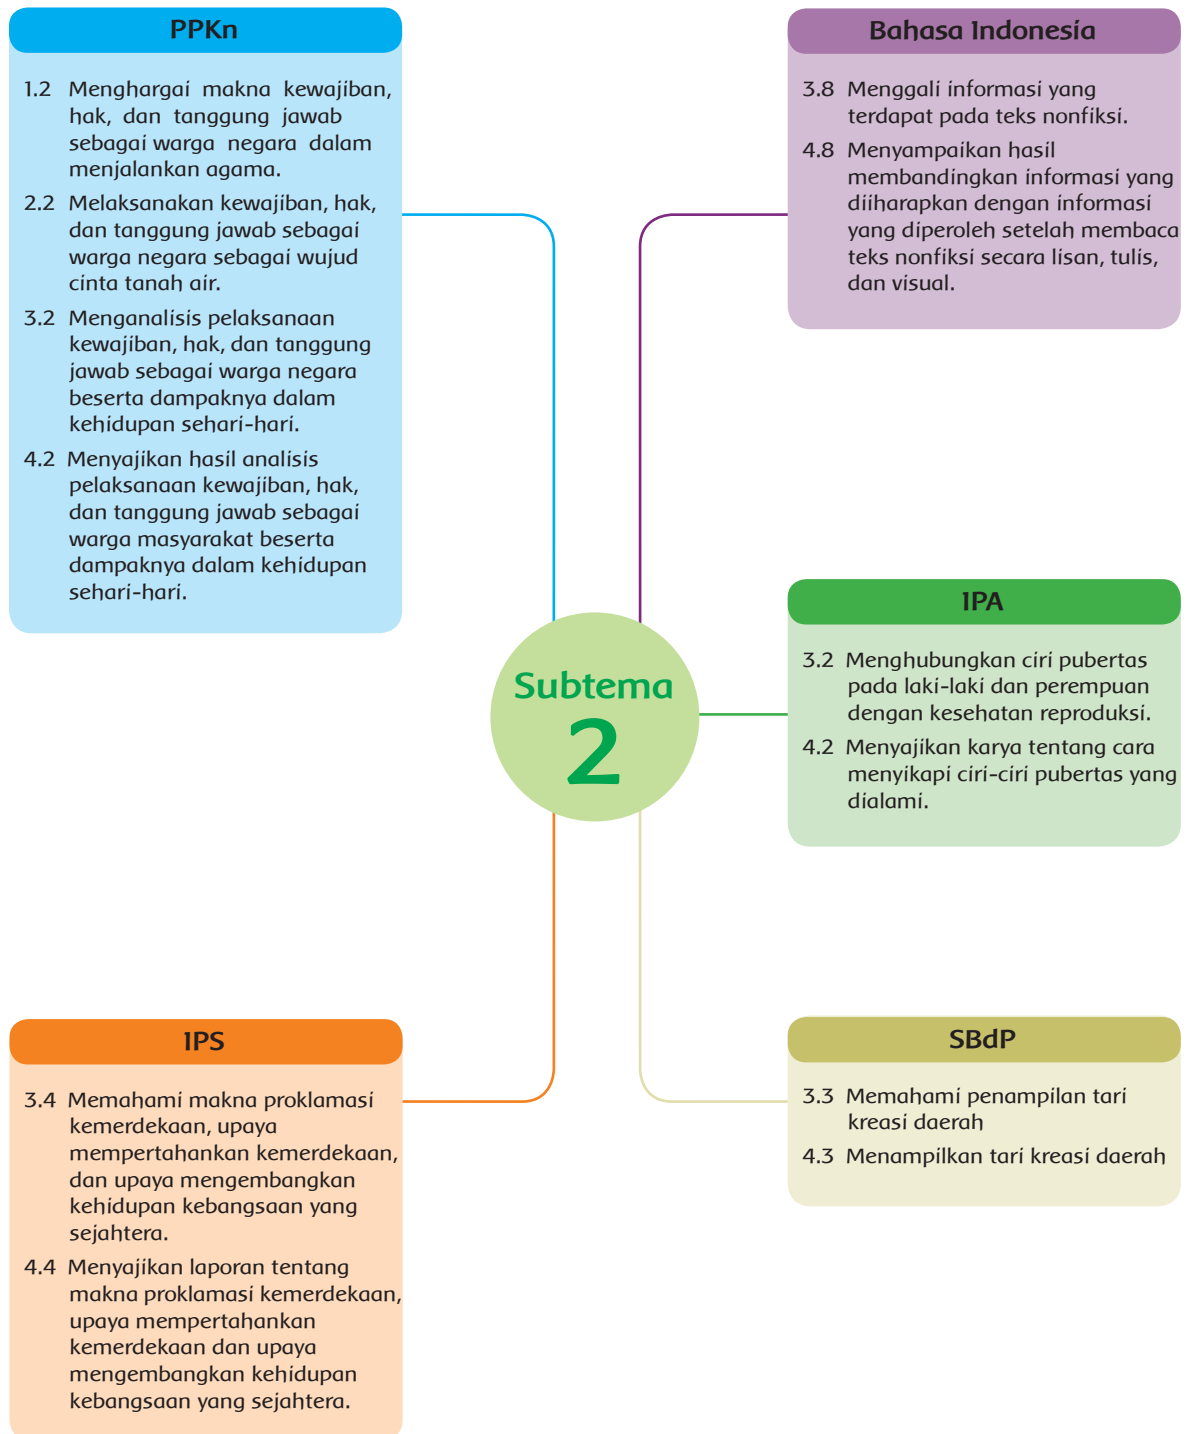 PPKn
1.2 Menghargai makna kewajiban,
hak, dan tanggung jawab
sebagai warga negara dalam
menjalankan agama.
2.2 Melaksanakan kewajiban, hak,
dan tanggung jawab sebagai
warga negara sebagai wujud
cinta tanah air.
3.2 Menganalisis pelaksanaan
kewajiban, hak, dan tanggung
jawab sebagai warga negara
beserta dampaknya dalam
kehidupan sehari-hari.
4.2 Menyajikan hasil analisis
pelaksanaan kewajiban, hak,
dan tanggung jawab sebagai
warga masyarakat beserta
dampaknya dalam kehidupan
sehari-hari.
Bahasa Indonesia
3.8 Menggali informasi yang
terdapat pada teks nonfiksi.
4.8 Menyampaikan hasil
membandingkan informasi yang
diiharapkan dengan informasi
yang diperoleh setelah membaca
teks nonfiksi secara lisan, tulis,
dan visual.
Subtema
2
IPA
3.2 Menghubungkan ciri pubertas
pada laki-laki dan perempuan
dengan kesehatan reproduksi.
4.2 Menyajikan karya tentang cara
menyikapi ciri-ciri pubertas yang
dialami.
IPS
3.4 Memahami makna proklamasi
kemerdekaan, upaya
mempertahankan kemerdekaan,
dan upaya mengembangkan
kehidupan kebangsaan yang
sejahtera.
4.4 Menyajikan laporan tentang
makna proklamasi kemerdekaan,
upaya mempertahankan
kemerdekaan dan upaya
mengembangkan kehidupan
kebangsaan yang sejahtera.
SBdP
3.3 Memahami penampilan tari
kreasi daerah
4.3 Menampilkan tari kreasi daerah